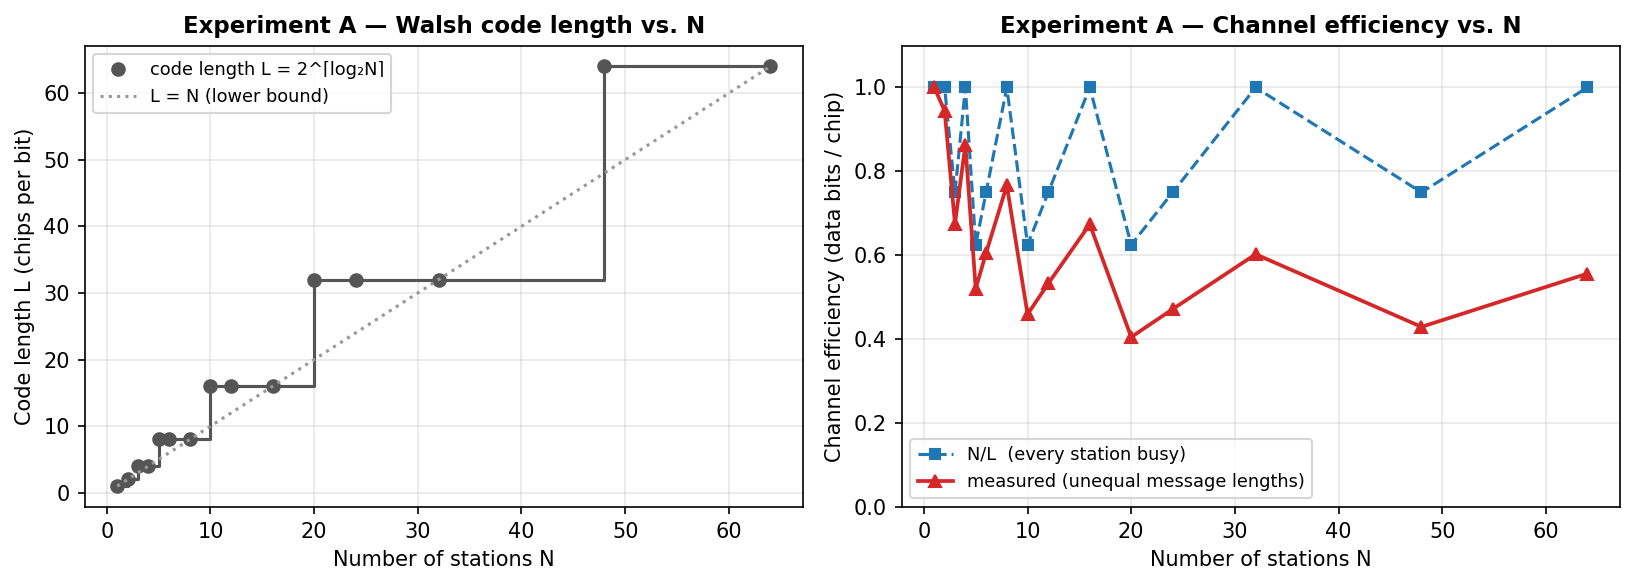 Experiment A — Walsh code length vs. N
code length L = 2^⌈log₂N⌉
L = N (lower bound)
Code length L (chips per bit)
60
50
40
30
20
10
0
0 10 20 30 40 50 60
Number of stations N
Experiment A — Channel efficiency vs. N
Channel efficiency (data bits / chip)
1.0
0.8
0.6
0.4
0.2
0.0
N/L (every station busy)
measured (unequal message lengths)
0 10 20 30 40 50 60
Number of stations N